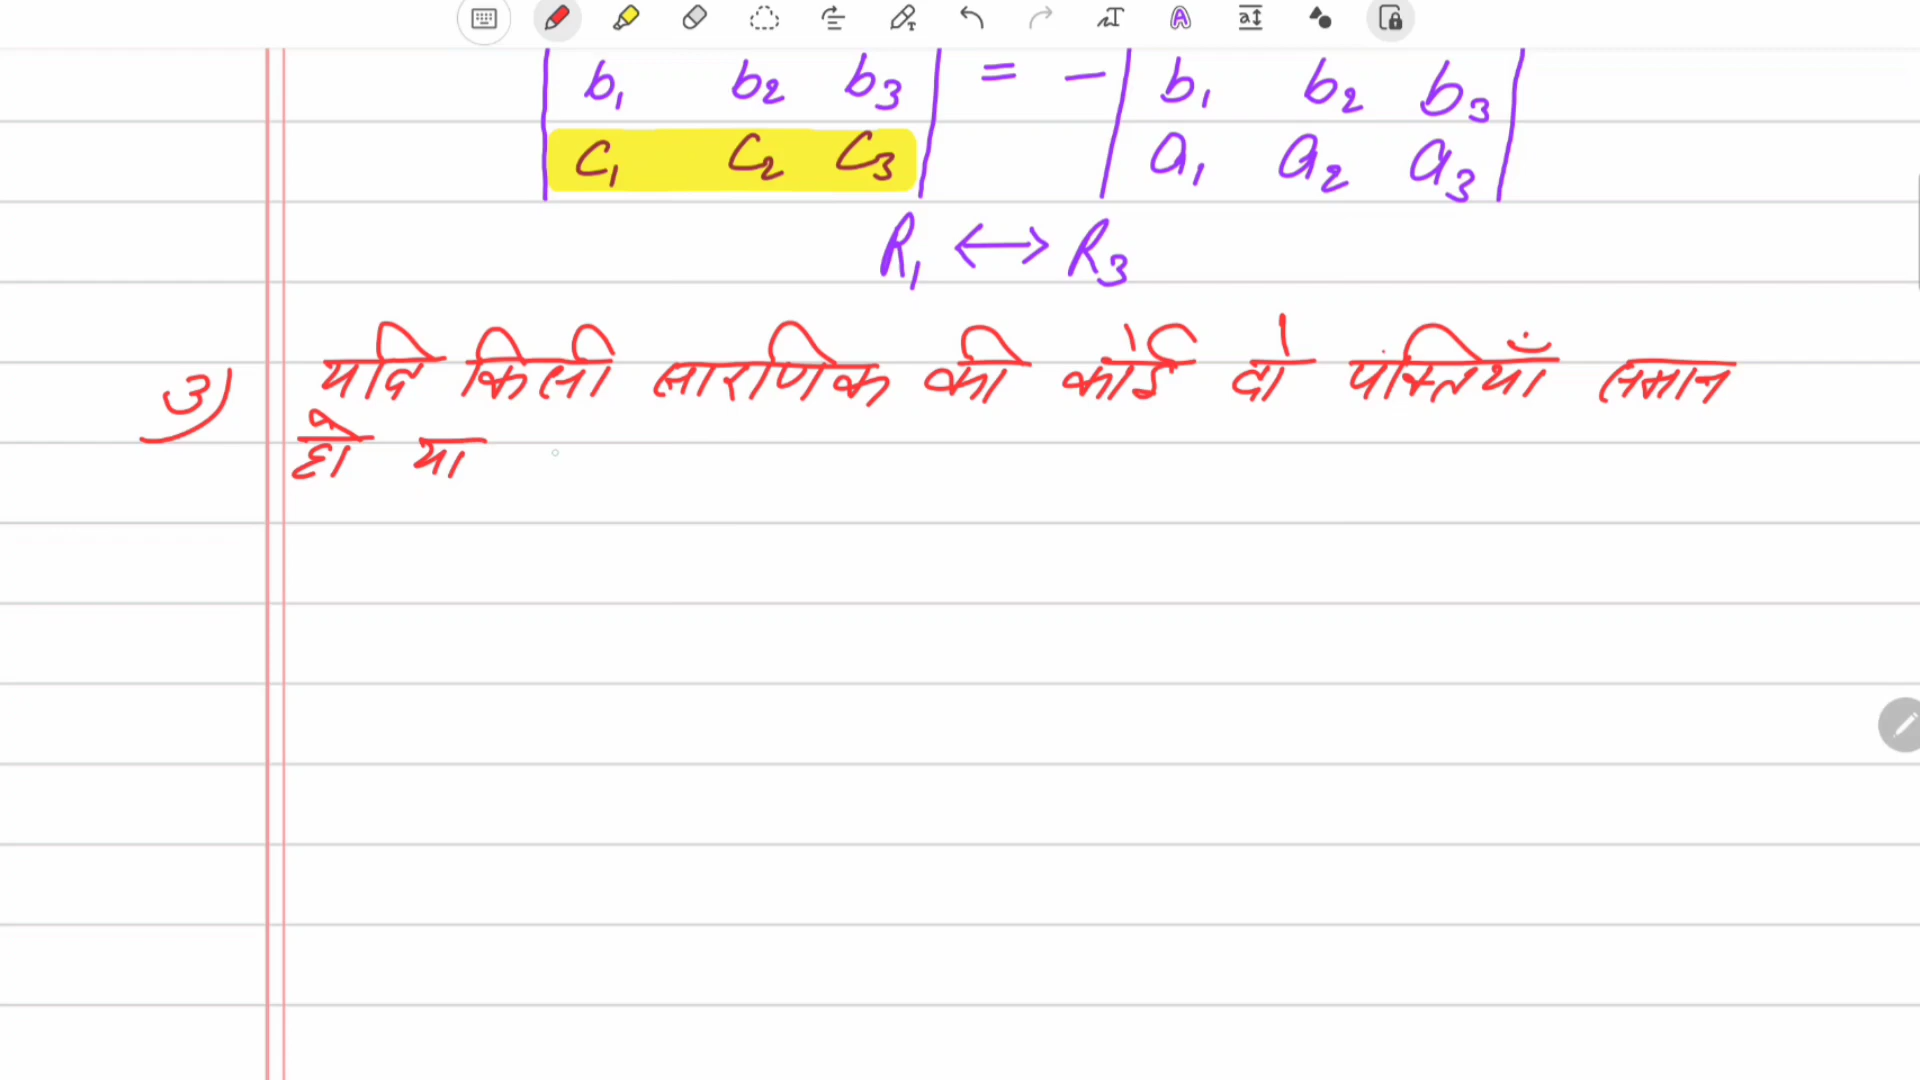 | b₁ b₂ b₃ | = - | b₁ b₂ b₃ |
| c₁ c₂ c₃ | | a₁ a₂ a₃ |
R₁ ↔ R₃
3) यदि किसी सारणिक की कोई दो पंक्तियाँ समान
हो या